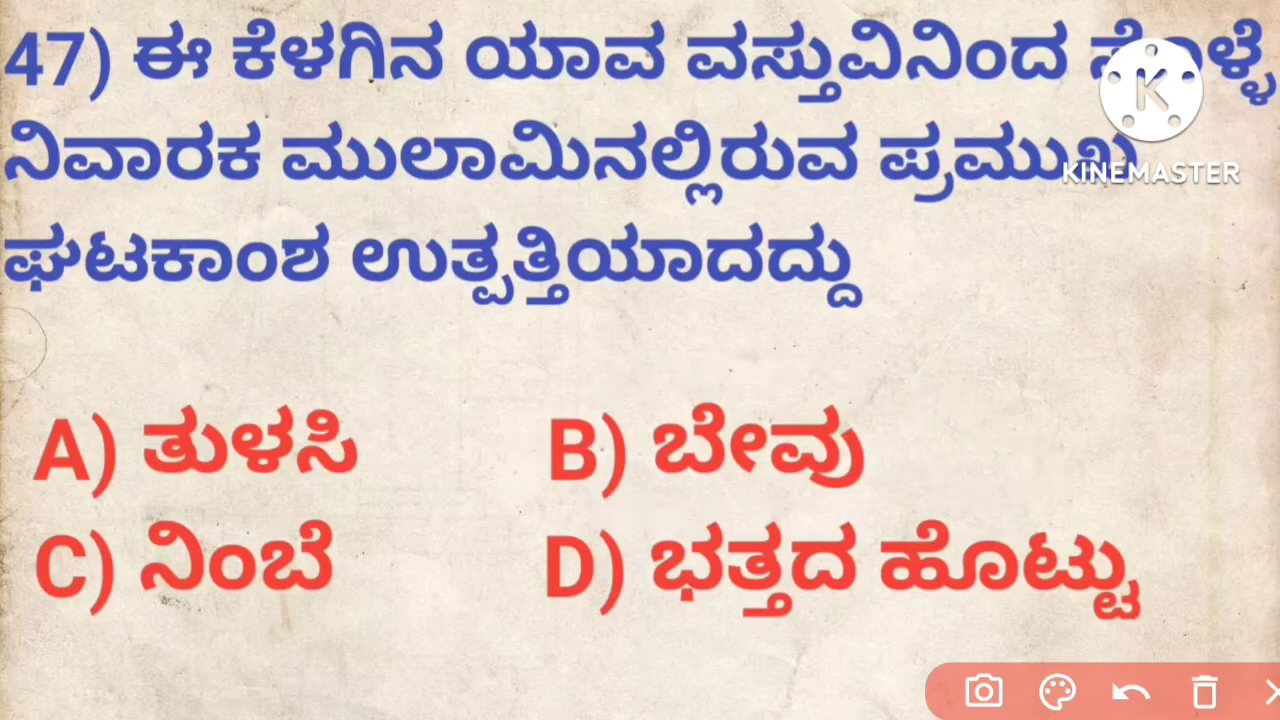 47) ಈ ಕೆಳಗಿನ ಯಾವ ವಸ್ತುವಿನಿಂದ
ನಿವಾರಕ ಮುಲಾಮಿನಲ್ಲಿರುವ ಪ್ರಮುಖ
KINEMASTER
ಘಟಕಾಂಶ ಉತ್ಪತ್ತಿಯಾದದ್ದು
A) ತುಳಸಿ B) ಬೇವು
C) ನಿಂಬೆ D) ಭತ್ತದ ಹೊಟ್ಟು